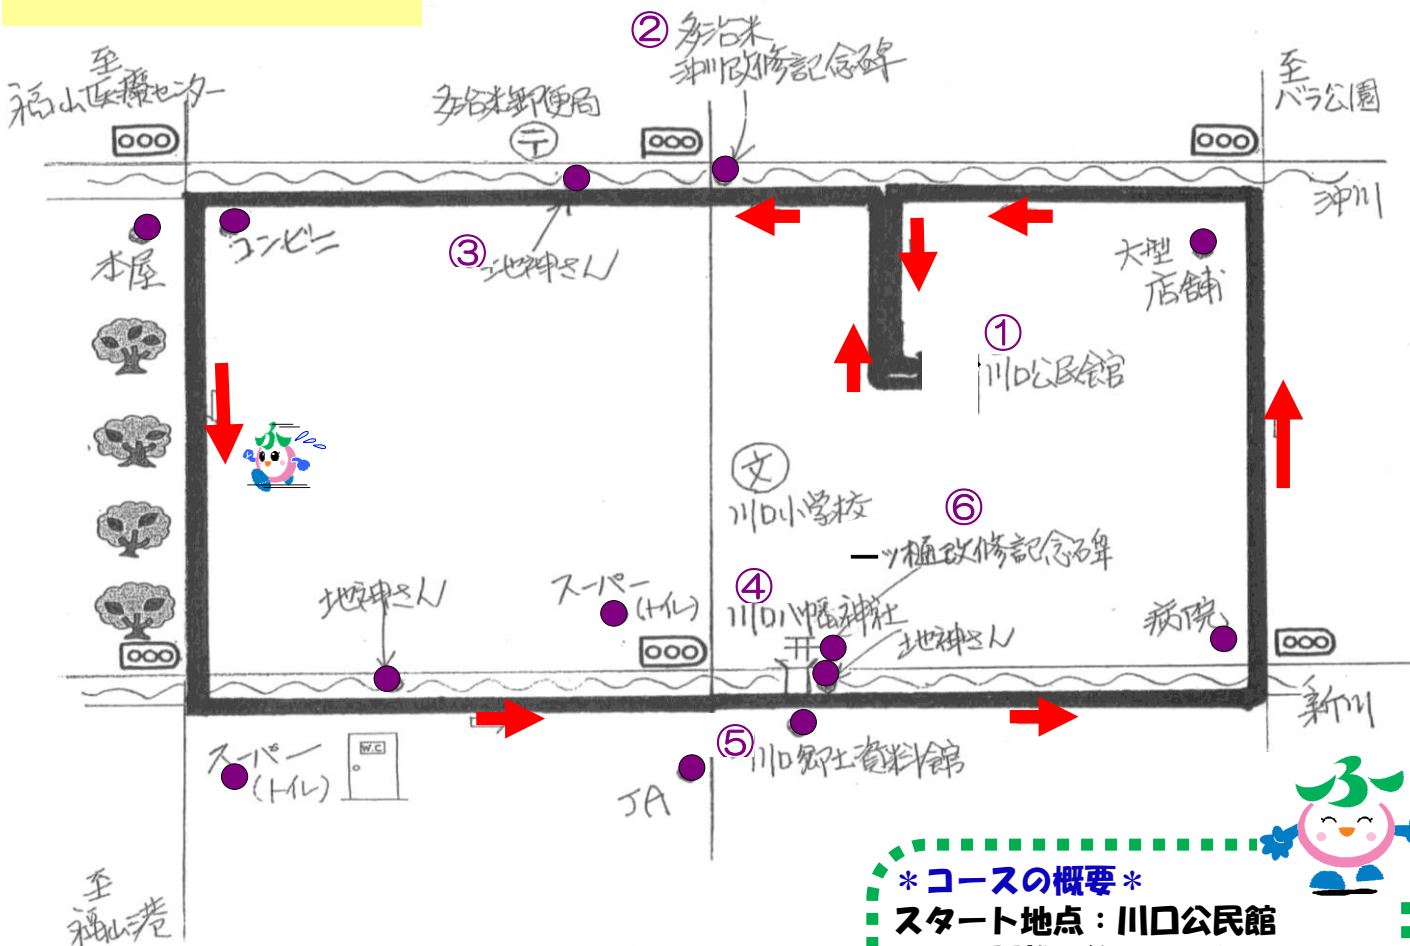 ②
多治米
沖川改修記念碑
至
福山医療センター
多治米郵便局
〒
至
バラ公園
沖川
本屋
コンビニ
③
地神さん
大型
店舗
①
川口公民館
文
川口小学校
⑥
一ツ樋改修記念碑
地神さん
スーパー
(トイレ)
④
川口八幡神社
地神さん
病院
新川
スーパー
(トイレ)
W.C
⑤
川口郷土資料館
JA
至
福山港
ふ
＊コースの概要＊
スタート地点：川口公民館